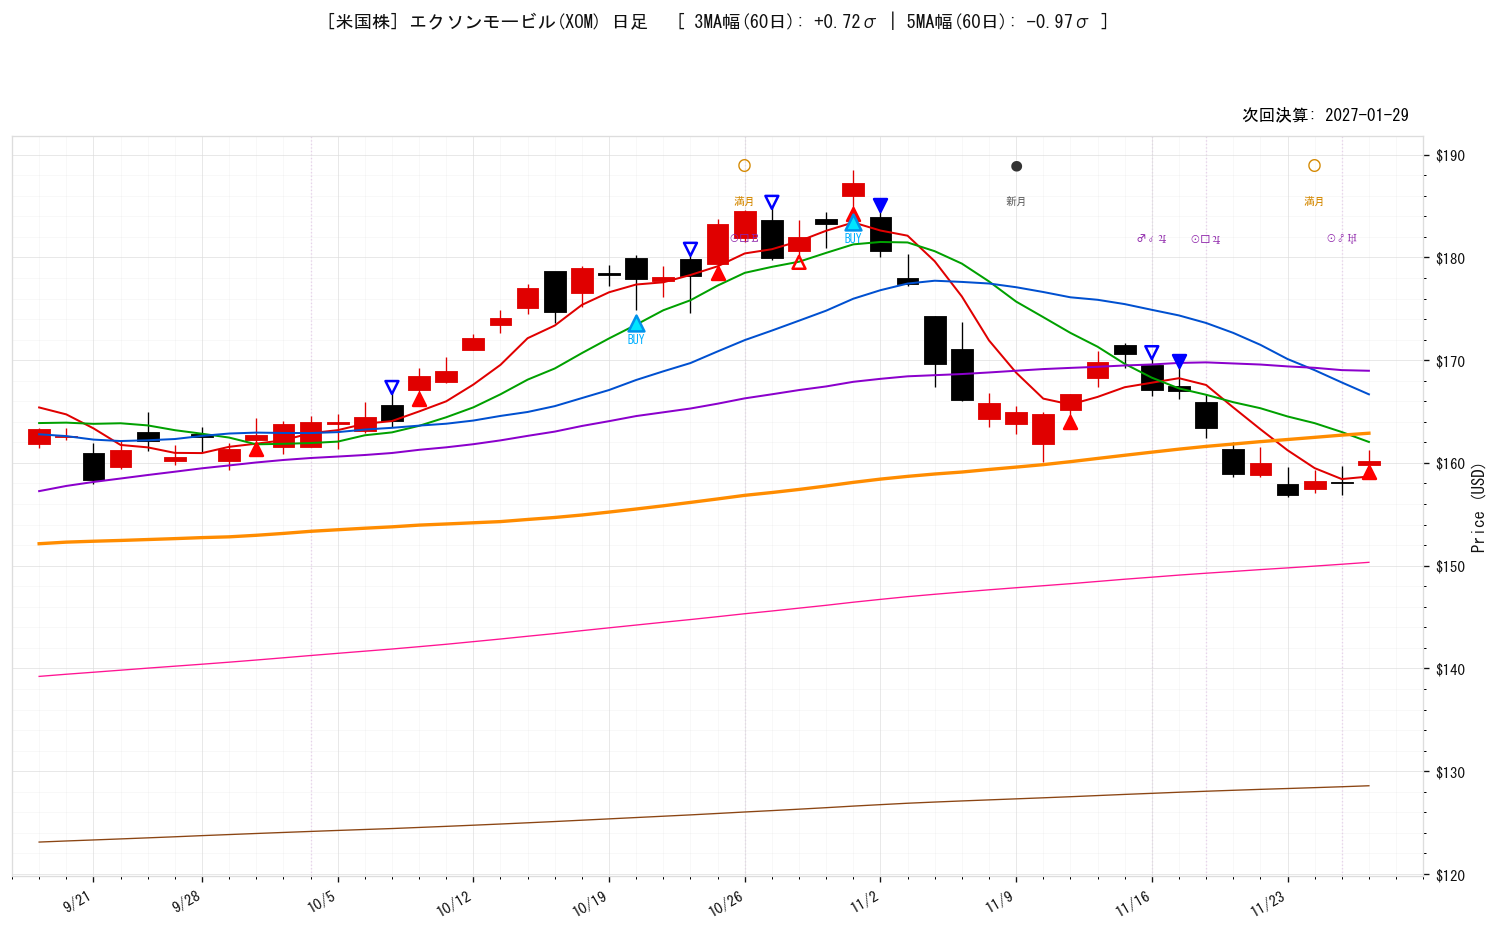 [米国株] エクソンモービル(XOM) 日足　[ 3MA幅(60日): +0.72σ | 5MA幅(60日): -0.97σ ]
次回決算: 2027-01-29
$190
満月
新月
満月
♂☌♃
☉□♃
☉☍♅
BUY
$180
BUY
$170
$160
Price (USD)
$150
$140
$130
$120
9/21
9/28
10/5
10/12
10/19
10/26
11/2
11/9
11/16
11/23